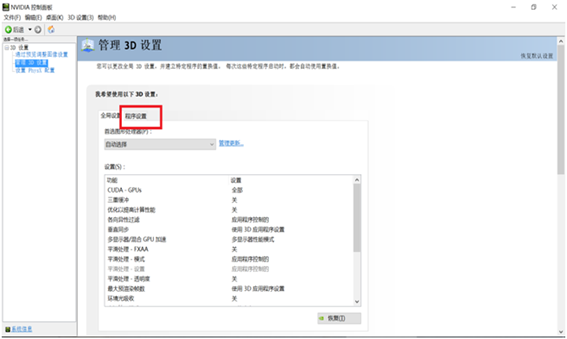 NVIDIA 控制面板
文件(F) 编辑(E) 桌面(K) 3D 设置(3) 帮助(H)
后退
选择一项任务...
3D 设置
通过预览调整图像设置
管理 3D 设置
设置 PhysX 配置
管理 3D 设置
恢复默认设置
您可以更改全局 3D 设置，并建立特定程序的置换值。 每次这些特定程序启动时，都会自动使用置换值。
我希望使用以下 3D 设置:
全局设置 程序设置
首选图形处理器(P):
自动选择 管理更新..
设置(S):
功能 设置
CUDA - GPUs 全部
三重缓冲 关
优化以提高计算性能 关
各向异性过滤 应用程序控制的
垂直同步 使用 3D 应用程序设置
多显示器/混合 GPU 加速 多显示器性能模式
平滑处理 - FXAA 关
平滑处理 - 模式 应用程序控制的
平滑处理 - 设置 应用程序控制的
平滑处理 - 透明度 关
最大预渲染帧数 使用 3D 应用程序设置
环境光吸收 关
恢复(T)
系统信息